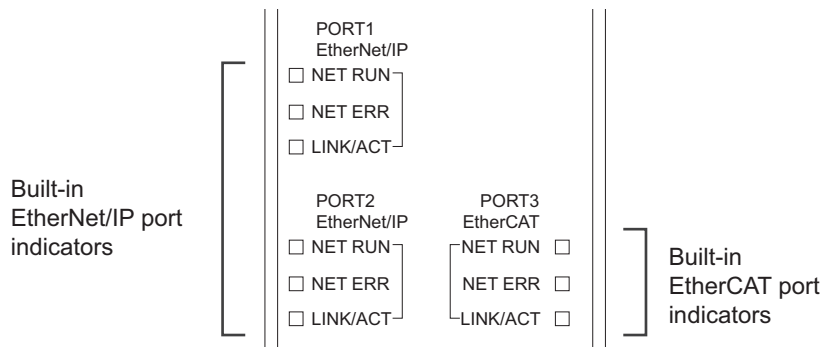 PORT1
EtherNet/IP
NET RUN
NET ERR
LINK/ACT
Built-in
EtherNet/IP port
indicators
PORT2
EtherNet/IP
NET RUN
NET ERR
LINK/ACT
PORT3
EtherCAT
NET RUN
NET ERR
LINK/ACT
Built-in
EtherCAT port
indicators